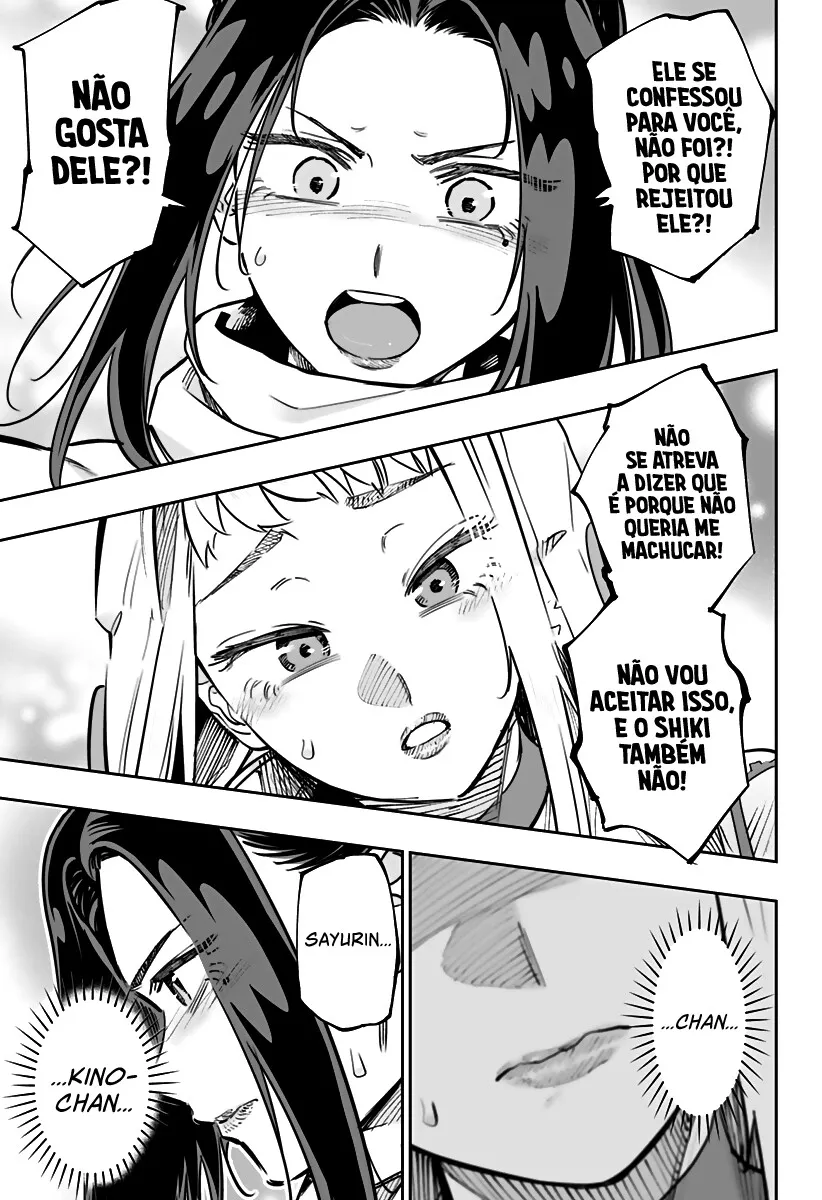 ELE SE
CONFESSOU
PARA VOCÊ,
NÃO FOI?!
POR QUE
REJEITOU
ELE?!
NÃO
GOSTA
DELE?!
NÃO
SE ATREVA
A DIZER QUE
É PORQUE NÃO
QUERIA ME
MACHUCAR!
NÃO VOU
ACEITAR ISSO,
E O SHIKI
TAMBÉM
NÃO!
...CHAN...
SAYURIN...
...KINO-
CHAN...